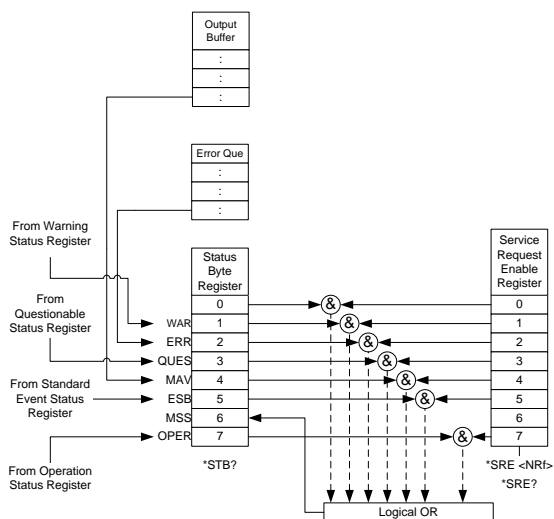 Output
Buffer
:
:
:
Error Que
:
:
:
From Warning
Status Register
From
Questionable
Status Register
From Standard
Event Status
Register
From Operation
Status Register
WAR
ERR
QUES
MAV
ESB
MSS
OPER
Status
Byte
Register
0
1
2
3
4
5
6
7
*STB?
&
&
&
&
&
&
&
Service
Request
Enable
Register
0
1
2
3
4
5
6
7
*SRE <NRf>
*SRE?
Logical OR